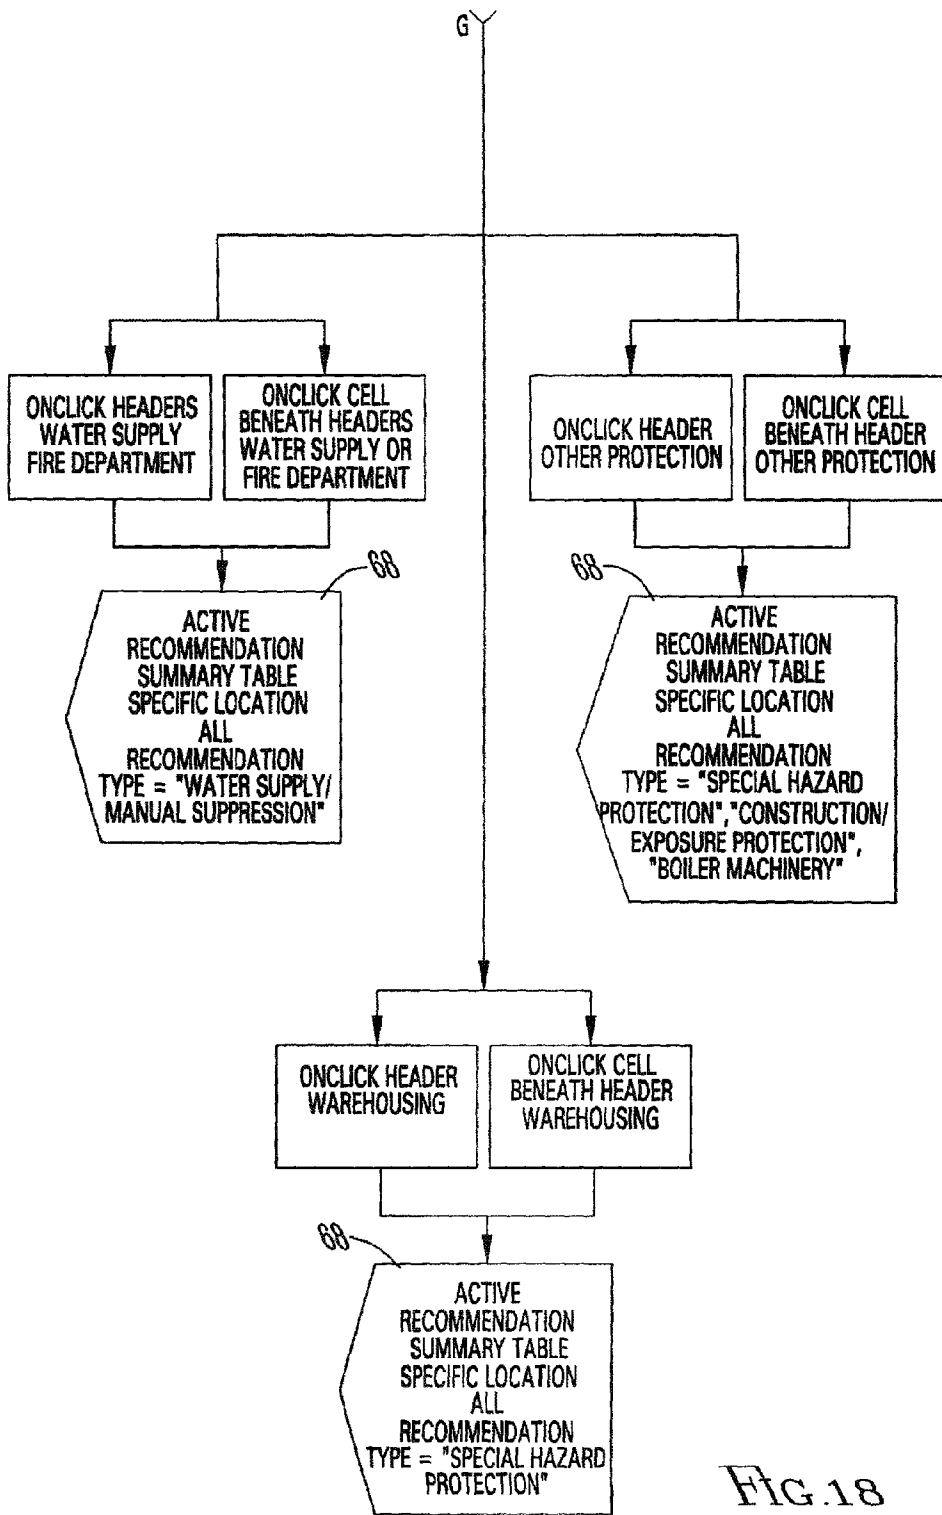 G
ONCLICK HEADERS
WATER SUPPLY
FIRE DEPARTMENT
ONCLICK CELL
BENEATH HEADERS
WATER SUPPLY OR
FIRE DEPARTMENT
ONCLICK HEADER
OTHER PROTECTION
ONCLICK CELL
BENEATH HEADER
OTHER PROTECTION
68
ACTIVE
RECOMMENDATION
SUMMARY TABLE
SPECIFIC LOCATION
ALL
RECOMMENDATION
TYPE = "WATER SUPPLY/
MANUAL SUPPRESSION"
68
ACTIVE
RECOMMENDATION
SUMMARY TABLE
SPECIFIC LOCATION
ALL
RECOMMENDATION
TYPE = "SPECIAL HAZARD
PROTECTION","CONSTRUCTION/
EXPOSURE PROTECTION",
"BOILER MACHINERY"
ONCLICK HEADER
WAREHOUSING
ONCLICK CELL
BENEATH HEADER
WAREHOUSING
68
ACTIVE
RECOMMENDATION
SUMMARY TABLE
SPECIFIC LOCATION
ALL
RECOMMENDATION
TYPE = "SPECIAL HAZARD
PROTECTION"
FIG.18